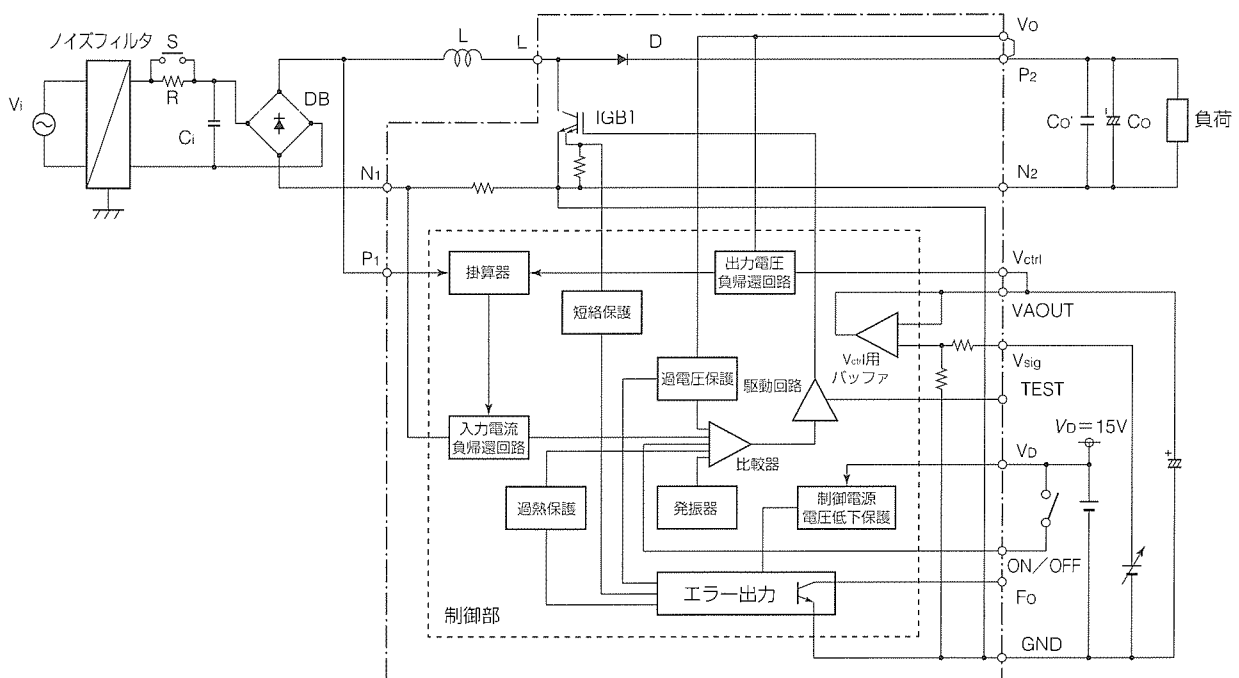 ノイズフィルタ
S
R
Vi
Ci
DB
L
L
D
VO
P2
IGB1
CO'
CO
負荷
N1
N2
P1
掛算器
出力電圧
負帰還回路
Vctrl
VAOUT
短絡保護
Vctrl用
バッファ
Vsig
TEST
過電圧保護
駆動回路
入力電流
負帰還回路
比較器
VD=15V
VD
過熱保護
発振器
制御電源
電圧低下保護
ON/OFF
エラー出力
FO
制御部
GND